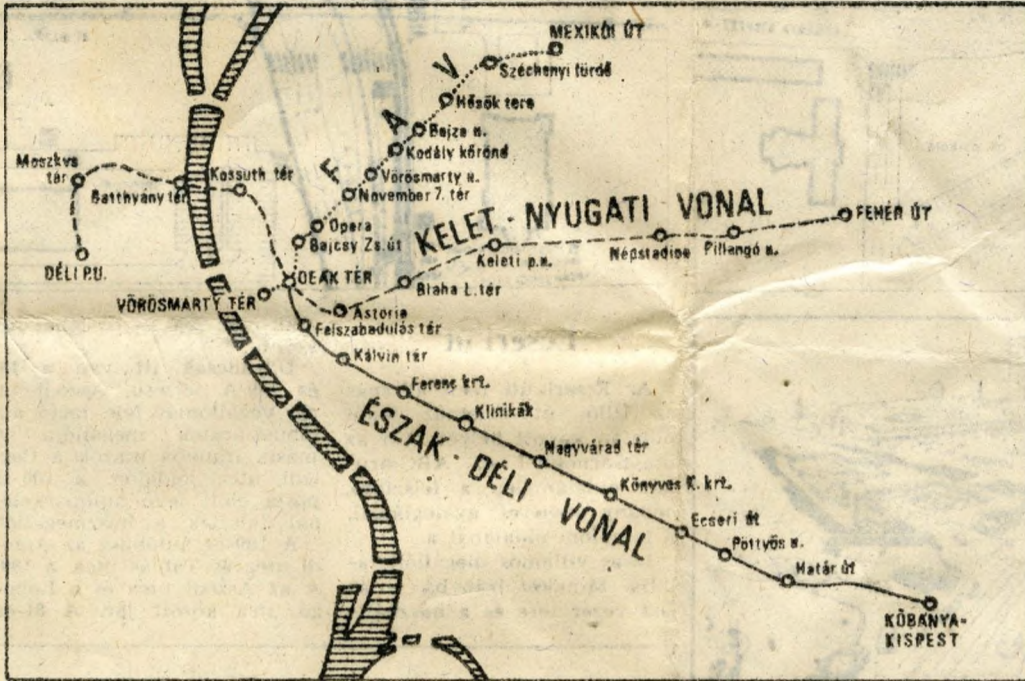 MEXIKÓI ÚT
Széchenyi fürdő
Hősök tere
Bajza u.
Kodály körönd
Vörösmarty u.
November 7. tér
Opera
Bajcsy Zs. út
F A V
Moszkva
tér
Batthyány tér
Kossuth tér
DÉLI P.U.
KELET - NYUGATI VONAL
FEHÉR ÚT
Pillangó u.
Népstadion
Keleti p.u.
Blaha L. tér
DEÁK TÉR
VÖRÖSMARTY TÉR
Astoria
Felszabadulás tér
Kálvin tér
Ferenc krt.
Klinikák
ÉSZAK - DÉLI VONAL
Nagyvárad tér
Könyves K. krt.
Ecseri út
Pöttyös u.
Határ út
KŐBÁNYA-
KISPEST